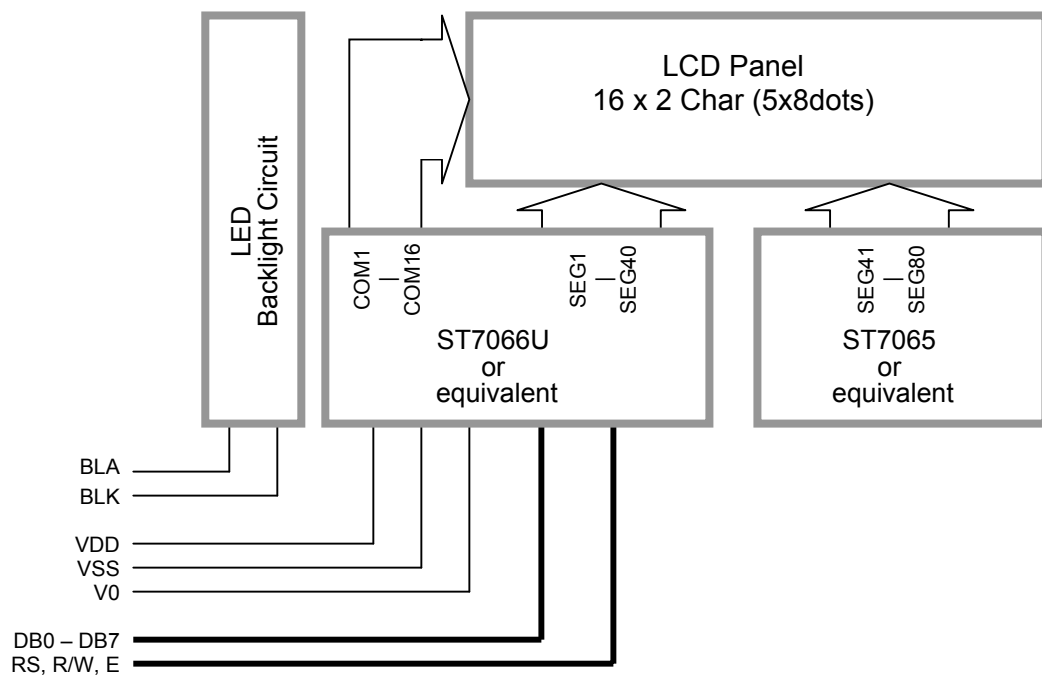 LCD Panel
16 x 2 Char (5x8dots)
LED
Backlight Circuit
COM1
—
COM16
SEG1
—
SEG40
ST7066U
or
equivalent
SEG41
—
SEG80
ST7065
or
equivalent
BLA
BLK
VDD
VSS
V0
DB0 – DB7
RS, R/W, E